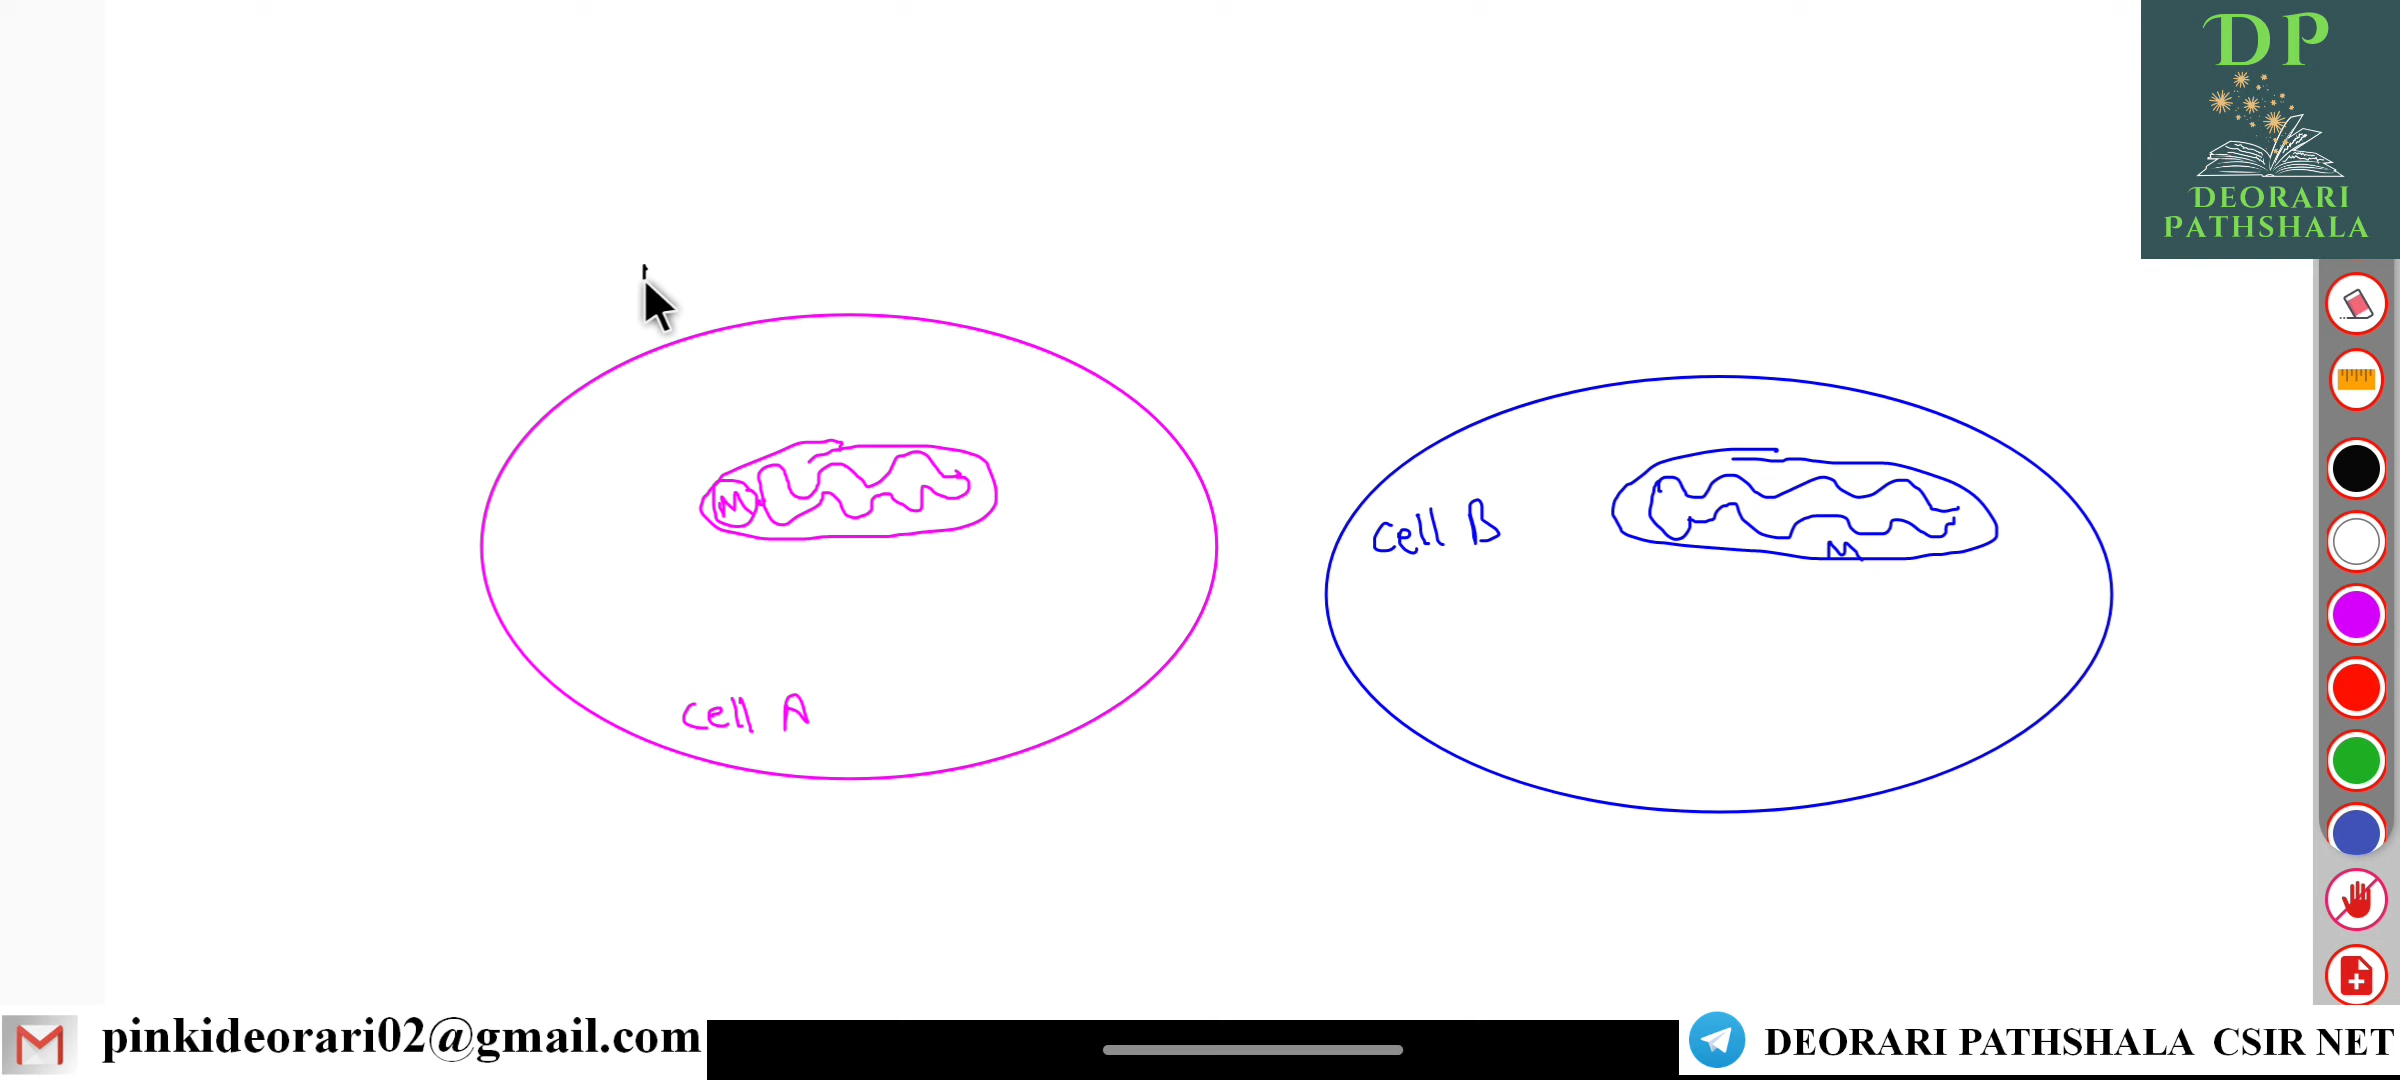 DP
DEORARI
PATHSHALA
M
cell A
cell B
M
pinkideorari02@gmail.com
DEORARI PATHSHALA CSIR NET